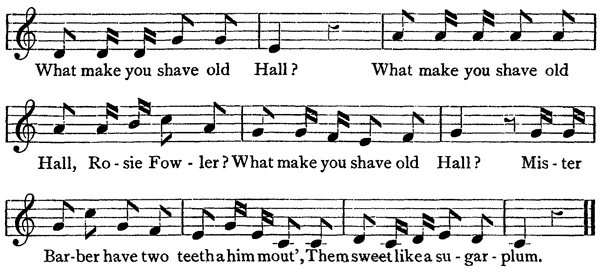 What make you shave old Hall? What make you shave old
Hall, Ro-sie Fow-ler? What make you shave old Hall? Mis-ter
Bar-ber have two teeth a him mout', Them sweet like a su-gar-plum.